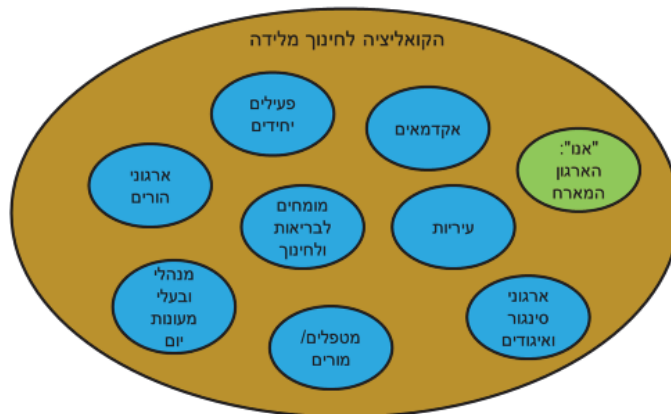 הקואליציה לחינוך מלידה
פעילים
יחידים
אקדמאים
"אנו":
הארגון
המארח
ארגוני
הורים
מומחים
לבריאות
ולחינוך
עיריות
מנהלי
ובעלי
מעונות
יום
מטפלים/
מורים
ארגוני
סינגור
ואיגודים